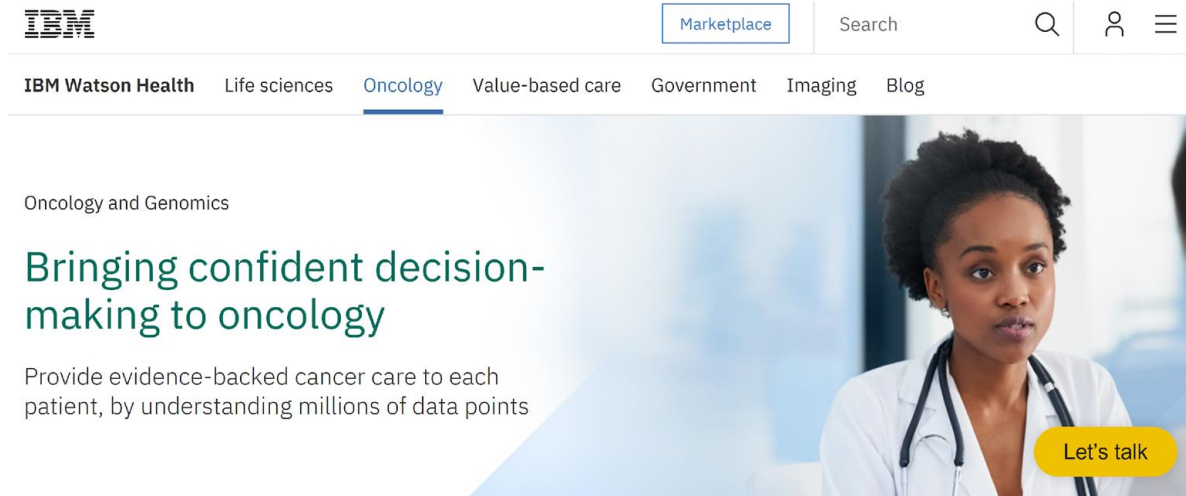 IBM
Marketplace
Search
IBM Watson Health Life sciences Oncology Value-based care Government Imaging Blog
Oncology and Genomics
Bringing confident decision-
making to oncology
Provide evidence-backed cancer care to each
patient, by understanding millions of data points
Let's talk